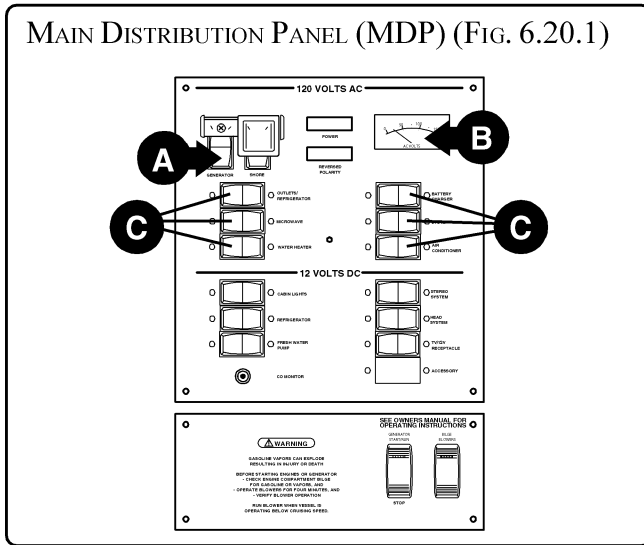 MAIN DISTRIBUTION PANEL (MDP) (FIG. 6.20.1)
120 VOLTS AC
POWER
AC VOLTS
A
B
GENERATOR
SHORE
REVERSED
POLARITY
OUTLETS/
REFRIGERATOR
BATTERY
CHARGER
MICROWAVE
C
C
WATER HEATER
AIR
CONDITIONER
12 VOLTS DC
CABIN LIGHTS
STEREO
SYSTEM
REFRIGERATOR
HEAD
SYSTEM
FRESH WATER
PUMP
TV/12V
RECEPTACLE
CO MONITOR
ACCESSORY
SEE OWNERS MANUAL FOR
OPERATING INSTRUCTIONS
GENERATOR
START/RUN
BILGE
BLOWERS
WARNING
GASOLINE VAPORS CAN EXPLODE
RESULTING IN INJURY OR DEATH
BEFORE STARTING ENGINES OR GENERATOR
- CHECK ENGINE COMPARTMENT BILGE
FOR GASOLINE OR VAPORS, AND
- OPERATE BLOWERS FOR FOUR MINUTES, AND
- VERIFY BLOWER OPERATION
RUN BLOWER WHEN VESSEL IS
OPERATING BELOW CRUISING SPEED.
STOP